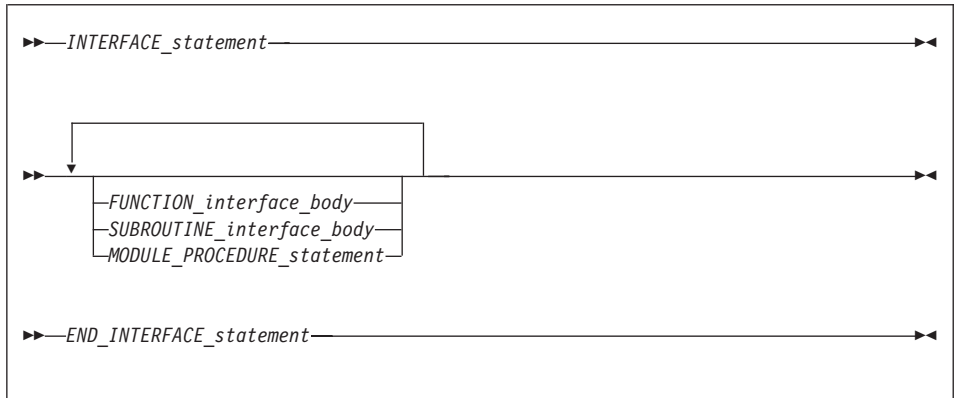 INTERFACE_statement
FUNCTION_interface_body
SUBROUTINE_interface_body
MODULE_PROCEDURE_statement
END_INTERFACE_statement